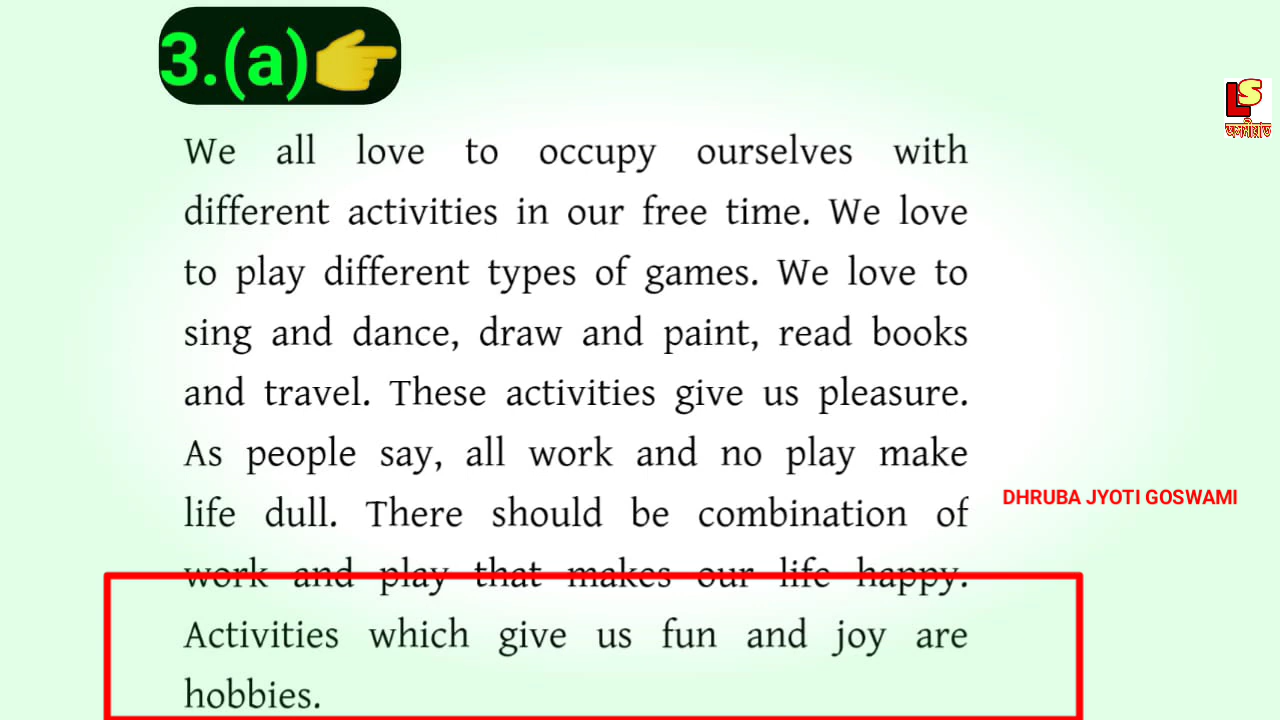 3.(a)
We all love to occupy ourselves with
different activities in our free time. We love
to play different types of games. We love to
sing and dance, draw and paint, read books
and travel. These activities give us pleasure.
As people say, all work and no play make
life dull. There should be combination of
work and play that makes our life happy.
Activities which give us fun and joy are
hobbies.
LS
অসমীয়াত
DHRUBA JYOTI GOSWAMI